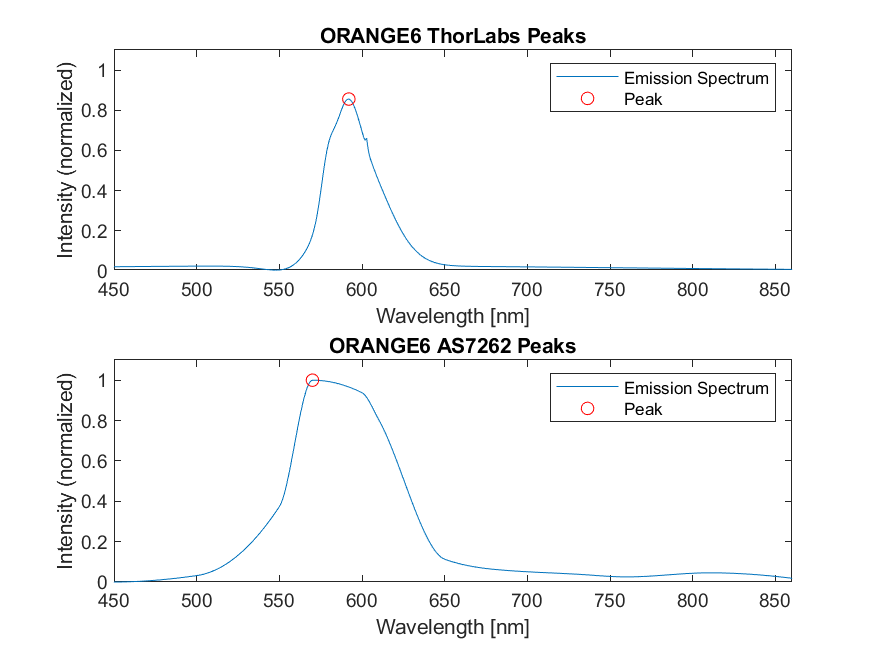 ORANGE6 ThorLabs Peaks
Intensity (normalized)
1
0.8
0.6
0.4
0.2
0
Emission Spectrum
Peak
450 500 550 600 650 700 750 800 850
Wavelength [nm]
ORANGE6 AS7262 Peaks
Intensity (normalized)
1
0.8
0.6
0.4
0.2
0
Emission Spectrum
Peak
450 500 550 600 650 700 750 800 850
Wavelength [nm]